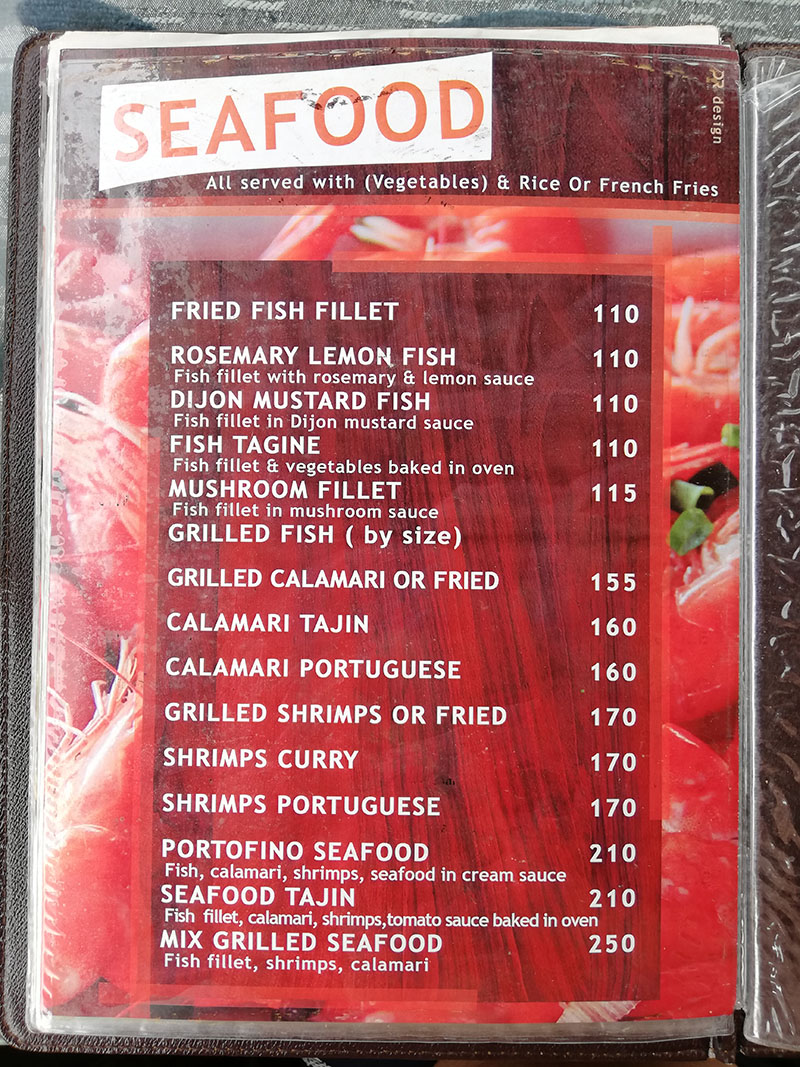 SEAFOOD
DR design
All served with (Vegetables) & Rice Or French Fries
FRIED FISH FILLET 110
ROSEMARY LEMON FISH 110
Fish fillet with rosemary & lemon sauce
DIJON MUSTARD FISH 110
Fish fillet in Dijon mustard sauce
FISH TAGINE 110
Fish fillet & vegetables baked in oven
MUSHROOM FILLET 115
Fish fillet in mushroom sauce
GRILLED FISH ( by size)
GRILLED CALAMARI OR FRIED 155
CALAMARI TAJIN 160
CALAMARI PORTUGUESE 160
GRILLED SHRIMPS OR FRIED 170
SHRIMPS CURRY 170
SHRIMPS PORTUGUESE 170
PORTOFINO SEAFOOD 210
Fish, calamari, shrimps, seafood in cream sauce
SEAFOOD TAJIN 210
Fish fillet, calamari, shrimps,tomato sauce baked in oven
MIX GRILLED SEAFOOD 250
Fish fillet, shrimps, calamari